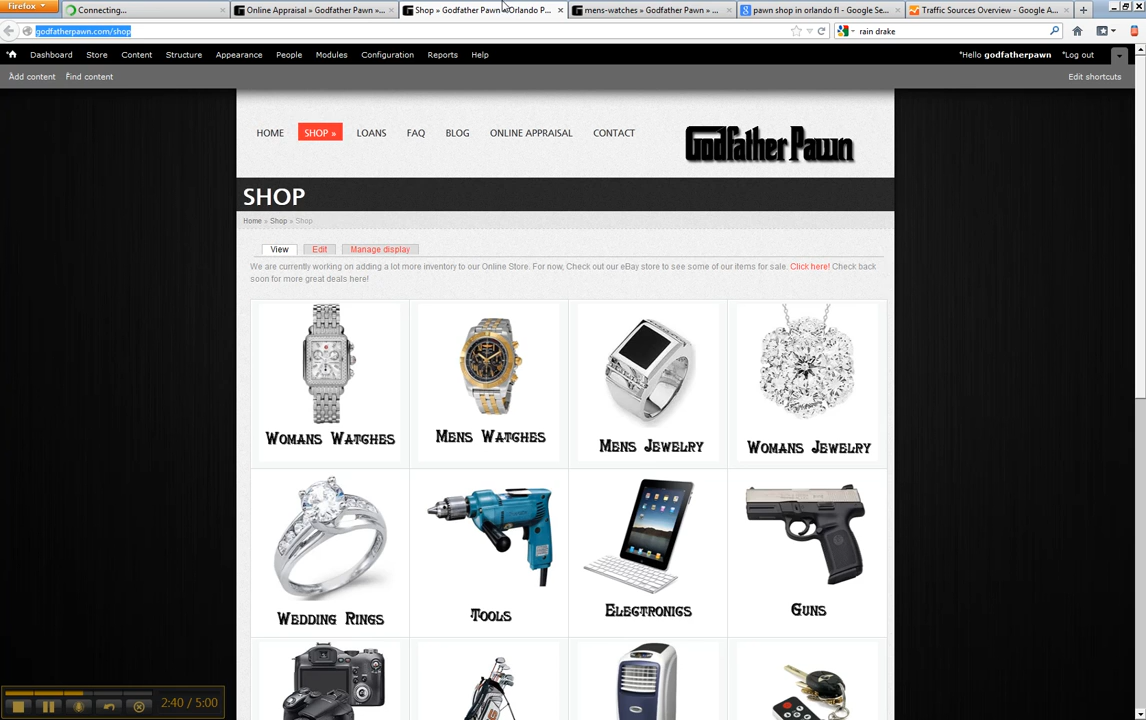 Firefox
Connecting...
Online Appraisal » Godfather Pawn »...
Shop » Godfather Pawn » Orlando P...
mens-watches » Godfather Pawn » ...
pawn shop in orlando fl - Google Se...
Traffic Sources Overview - Google A...
godfatherpawn.com/shop
rain drake
Dashboard Store Content Structure Appearance People Modules Configuration Reports Help
"Hello godfatherpawn "Log out
Add content Find content
Edit shortcuts
HOME SHOP » LOANS FAQ BLOG ONLINE APPRAISAL CONTACT
Godfather Pawn
SHOP
Home » Shop » Shop
View Edit Manage display
We are currently working on adding a lot more inventory to our Online Store. For now, Check out our eBay store to see some of our items for sale. Click here! Check back
soon for more great deals here!
Womans Watches
Mens Watches
Mens Jewelry
Womans Jewelry
Wedding Rings
Tools
Electronics
Guns
2:40 / 5:00